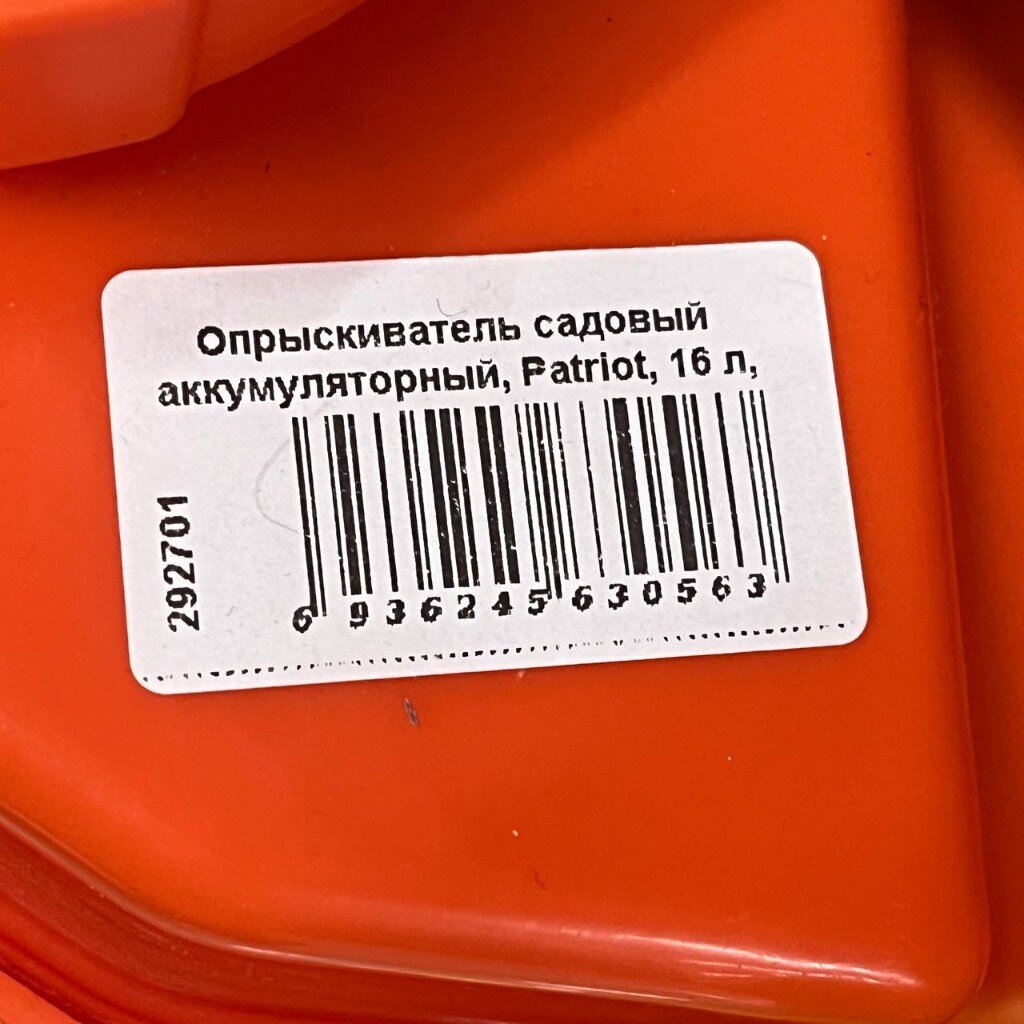 Опрыскиватель садовый
аккумуляторный, Patriot, 16 л,
292701
6 936245 630563